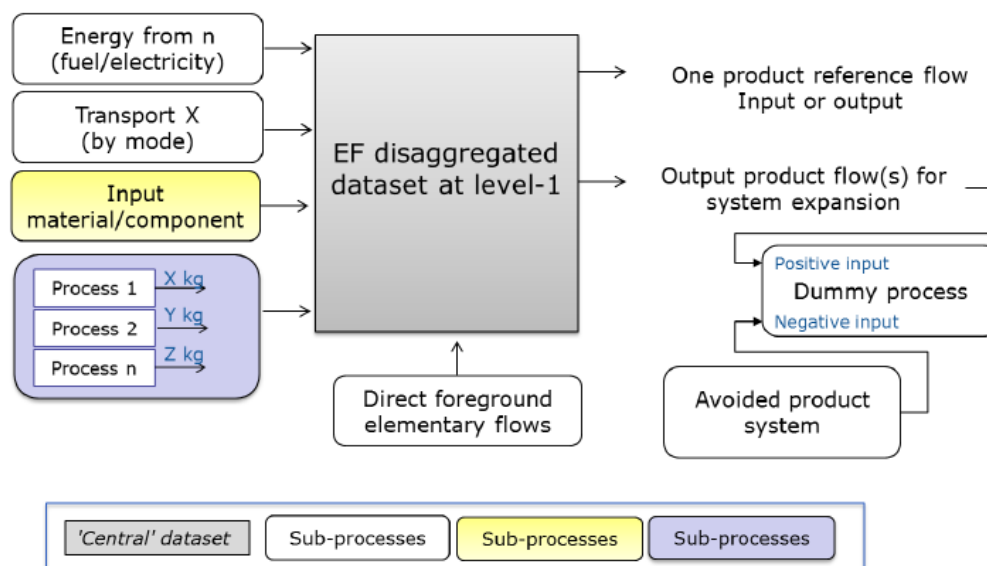 Energy from n
(fuel/electricity)
Transport X
(by mode)
Input
material/component
Process 1
X kg
Process 2
Y kg
Process n
Z kg
EF disaggregated
dataset at level-1
Direct foreground
elementary flows
One product reference flow
Input or output
Output product flow(s) for
system expansion
Positive input
Dummy process
Negative input
Avoided product
system
'Central' dataset
Sub-processes
Sub-processes
Sub-processes